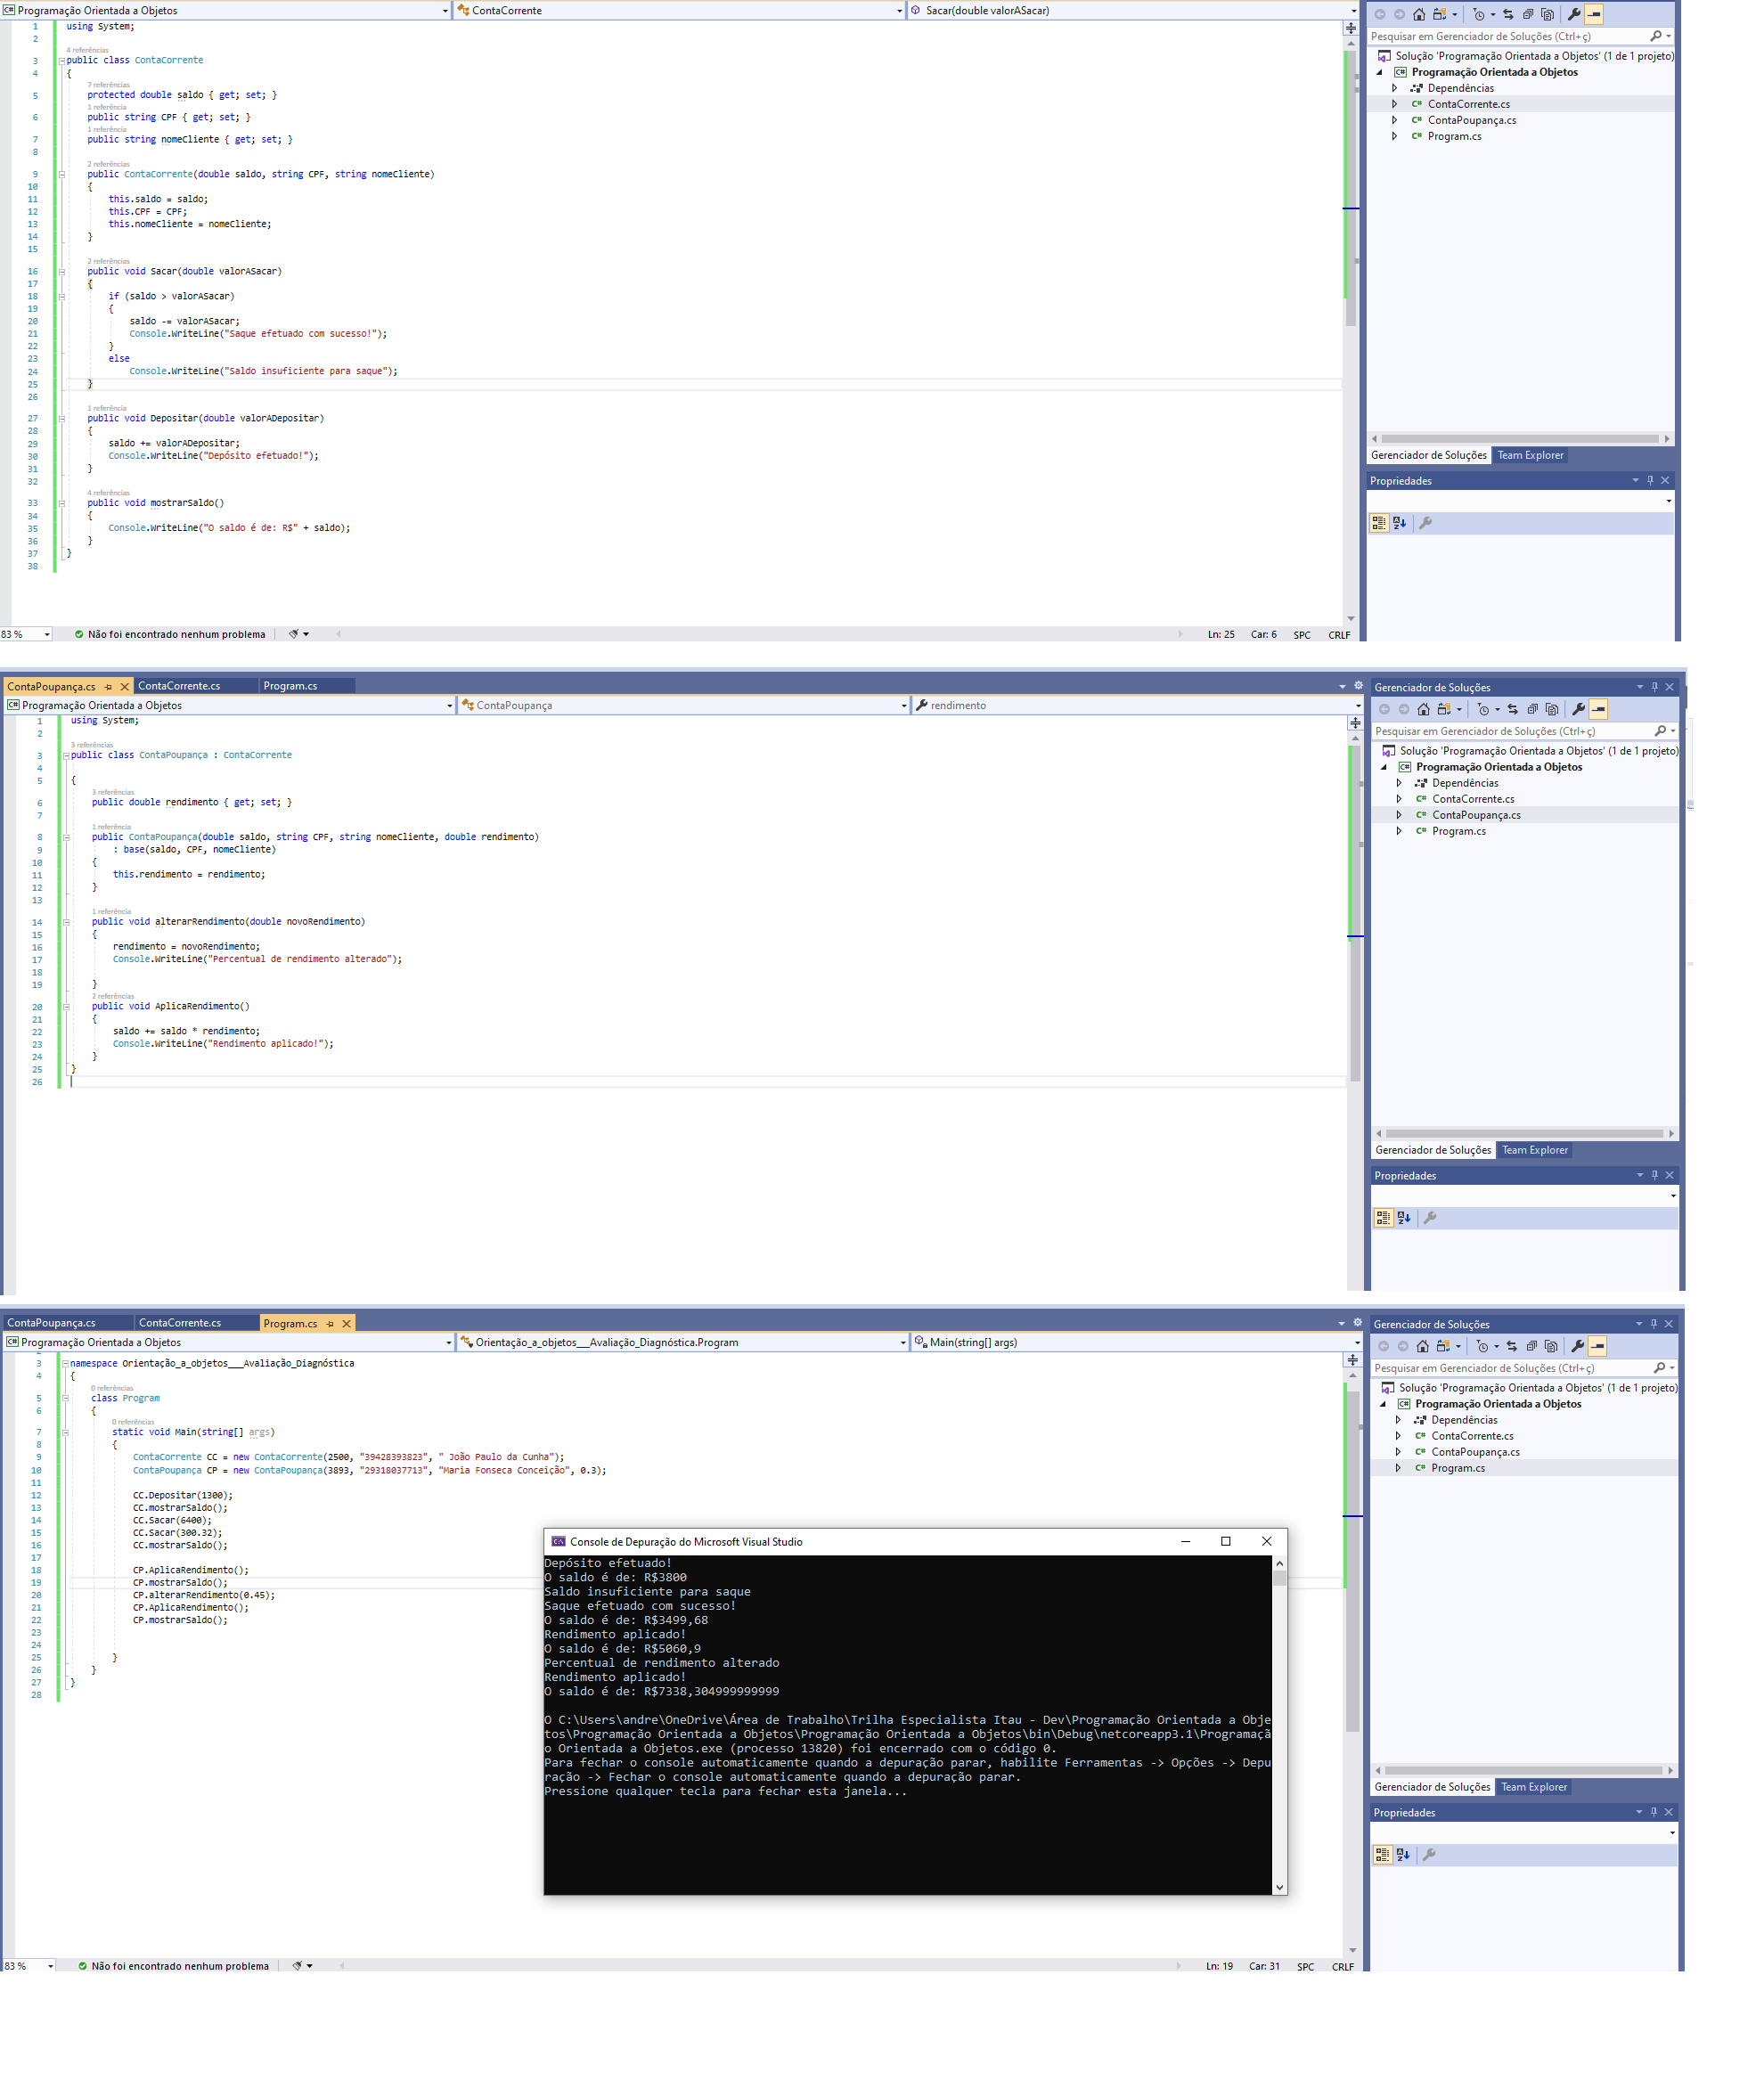 Programação Orientada a Objetos
ContaCorrente
Sacar(double valorASacar)
1 using System;
2
4 referências
3 public class ContaCorrente
4 {
7 referências
5 protected double saldo { get; set; }
1 referência
6 public string CPF { get; set; }
1 referência
7 public string nomeCliente { get; set; }
8
2 referências
9 public ContaCorrente(double saldo, string CPF, string nomeCliente)
10 {
11 this.saldo = saldo;
12 this.CPF = CPF;
13 this.nomeCliente = nomeCliente;
14 }
15
2 referências
16 public void Sacar(double valorASacar)
17 {
18 if (saldo > valorASacar)
19 {
20 saldo -= valorASacar;
21 Console.WriteLine("Saque efetuado com sucesso!");
22 }
23 else
24 Console.WriteLine("Saldo insuficiente para saque");
25 }
26
1 referência
27 public void Depositar(double valorADepositar)
28 {
29 saldo += valorADepositar;
30 Console.WriteLine("Depósito efetuado!");
31 }
32
4 referências
33 public void mostrarSaldo()
34 {
35 Console.WriteLine("O saldo é de: R$" + saldo);
36 }
37 }
38
83 %
Não foi encontrado nenhum problema
Ln: 25 Car: 6 SPC CRLF
Pesquisar em Gerenciador de Soluções (Ctrl+ç)
Solução 'Programação Orientada a Objetos' (1 de 1 projeto)
Programação Orientada a Objetos
Dependências
C# ContaCorrente.cs
C# ContaPoupança.cs
C# Program.cs
Gerenciador de Soluções Team Explorer
Propriedades
ContaPoupança.cs ContaCorrente.cs Program.cs
Programação Orientada a Objetos
ContaPoupança
rendimento
1 using System;
2
3 referências
3 public class ContaPoupança : ContaCorrente
4
5 {
3 referências
6 public double rendimento { get; set; }
7
1 referência
8 public ContaPoupança(double saldo, string CPF, string nomeCliente, double rendimento)
9 : base(saldo, CPF, nomeCliente)
10 {
11 this.rendimento = rendimento;
12 }
13
1 referência
14 public void alterarRendimento(double novoRendimento)
15 {
16 rendimento = novoRendimento;
17 Console.WriteLine("Percentual de rendimento alterado");
18
19 }
2 referências
20 public void AplicaRendimento()
21 {
22 saldo += saldo * rendimento;
23 Console.WriteLine("Rendimento aplicado!");
24 }
25 }
26
Gerenciador de Soluções
Pesquisar em Gerenciador de Soluções (Ctrl+ç)
Solução 'Programação Orientada a Objetos' (1 de 1 projeto)
Programação Orientada a Objetos
Dependências
C# ContaCorrente.cs
C# ContaPoupança.cs
C# Program.cs
Gerenciador de Soluções Team Explorer
Propriedades
ContaPoupança.cs ContaCorrente.cs Program.cs
Programação Orientada a Objetos
Orientação_a_objetos___Avaliação_Diagnóstica.Program
Main(string[] args)
3 namespace Orientação_a_objetos___Avaliação_Diagnóstica
4 {
0 referências
5 class Program
6 {
0 referências
7 static void Main(string[] args)
8 {
9 ContaCorrente CC = new ContaCorrente(2500, "39428393823", " João Paulo da Cunha");
10 ContaPoupança CP = new ContaPoupança(3893, "29318037713", "Maria Fonseca Conceição", 0.3);
11
12 CC.Depositar(1300);
13 CC.mostrarSaldo();
14 CC.Sacar(6400);
15 CC.Sacar(300.32);
16 CC.mostrarSaldo();
17
18 CP.AplicaRendimento();
19 CP.mostrarSaldo();
20 CP.alterarRendimento(0.45);
21 CP.AplicaRendimento();
22 CP.mostrarSaldo();
23
24
25 }
26 }
27 }
28
Console de Depuração do Microsoft Visual Studio
Depósito efetuado!
O saldo é de: R$3800
Saldo insuficiente para saque
Saque efetuado com sucesso!
O saldo é de: R$3499,68
Rendimento aplicado!
O saldo é de: R$5060,9
Percentual de rendimento alterado
Rendimento aplicado!
O saldo é de: R$7338,304999999999
O C:\Users\andre\OneDrive\Área de Trabalho\Trilha Especialista Itau - Dev\Programação Orientada a Obje
tos\Programação Orientada a Objetos\Programação Orientada a Objetos\bin\Debug\netcoreapp3.1\Programaçã
o Orientada a Objetos.exe (processo 13820) foi encerrado com o código 0.
Para fechar o console automaticamente quando a depuração parar, habilite Ferramentas -> Opções -> Depu
ração -> Fechar o console automaticamente quando a depuração parar.
Pressione qualquer tecla para fechar esta janela...
83 %
Não foi encontrado nenhum problema
Ln: 19 Car: 31 SPC CRLF
Gerenciador de Soluções
Pesquisar em Gerenciador de Soluções (Ctrl+ç)
Solução 'Programação Orientada a Objetos' (1 de 1 projeto)
Programação Orientada a Objetos
Dependências
C# ContaCorrente.cs
C# ContaPoupança.cs
C# Program.cs
Gerenciador de Soluções Team Explorer
Propriedades